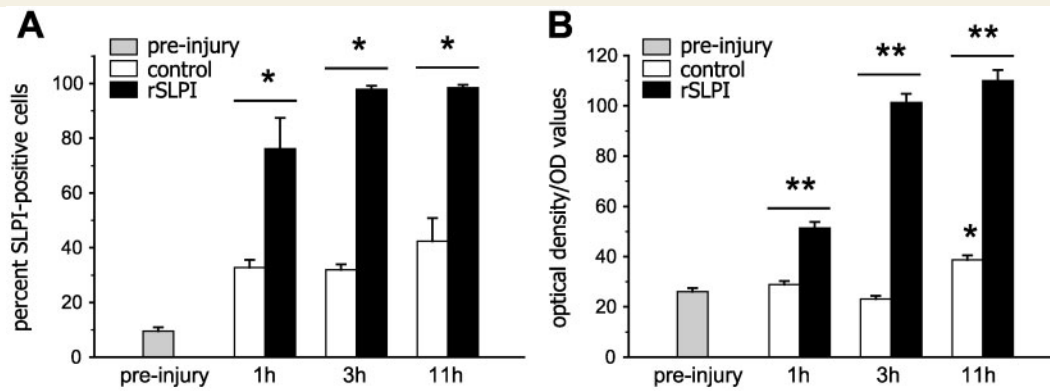 A
pre-injury
control
rSLPI
percent SLPI-positive cells
100
80
60
40
20
0
*
*
*
pre-injury 1h 3h 11h
B
pre-injury
control
rSLPI
optical density/OD values
120
100
80
60
40
20
0
**
**
**
*
pre-injury 1h 3h 11h